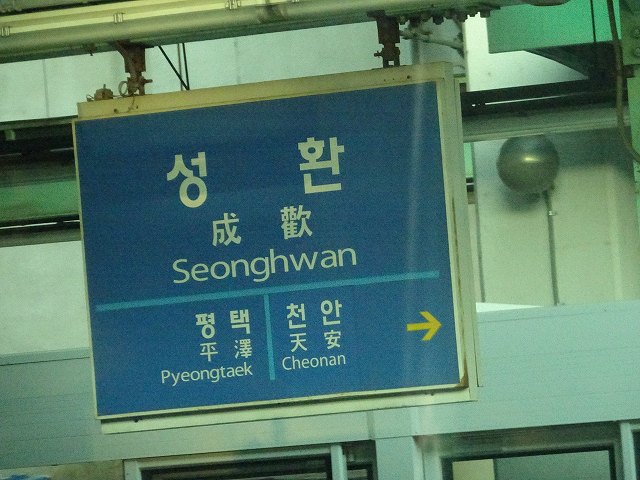 성 환
成 歡
Seonghwan
평 택
平 澤
Pyeongtaek
천 안
天 安
Cheonan